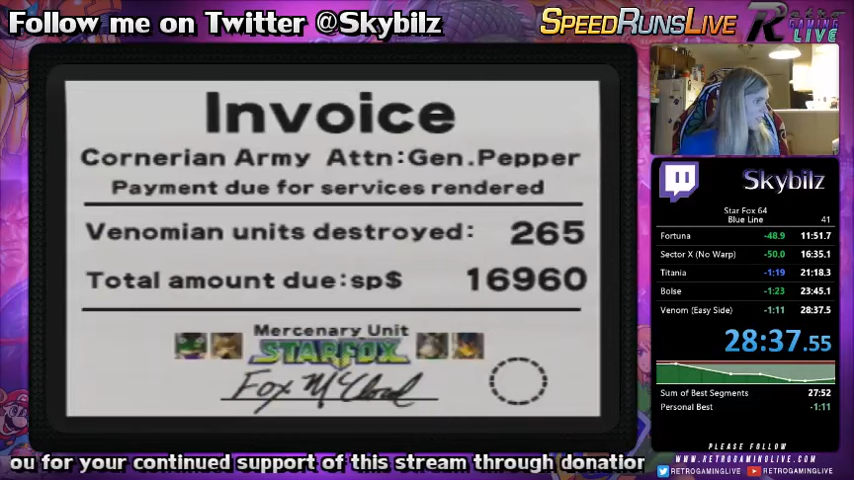 Follow me on Twitter @Skybilz
SPEEDRUNSLIVE
Retro
GAMING
LIVE
Invoice
Cornerian Army Attn:Gen.Pepper
Payment due for services rendered
Venomian units destroyed: 265
Total amount due:sp$ 16960
Mercenary Unit
STARFOX
Fox McCloud
Skybilz
Star Fox 64
Blue Line 41
Fortuna -48.9 11:51.7
Sector X (No Warp) -50.0 16:35.1
Titania -1:19 21:18.3
Bolse -1:23 23:45.1
Venom (Easy Side) -1:11 28:37.5
28:37.55
Sum of Best Segments 27:52
Personal Best -1:11
PLEASE FOLLOW
WWW.RETROGAMINGLIVE.COM
RETROGAMINGLIVE RETROGAMINGLIVE
ou for your continued support of this stream through donation